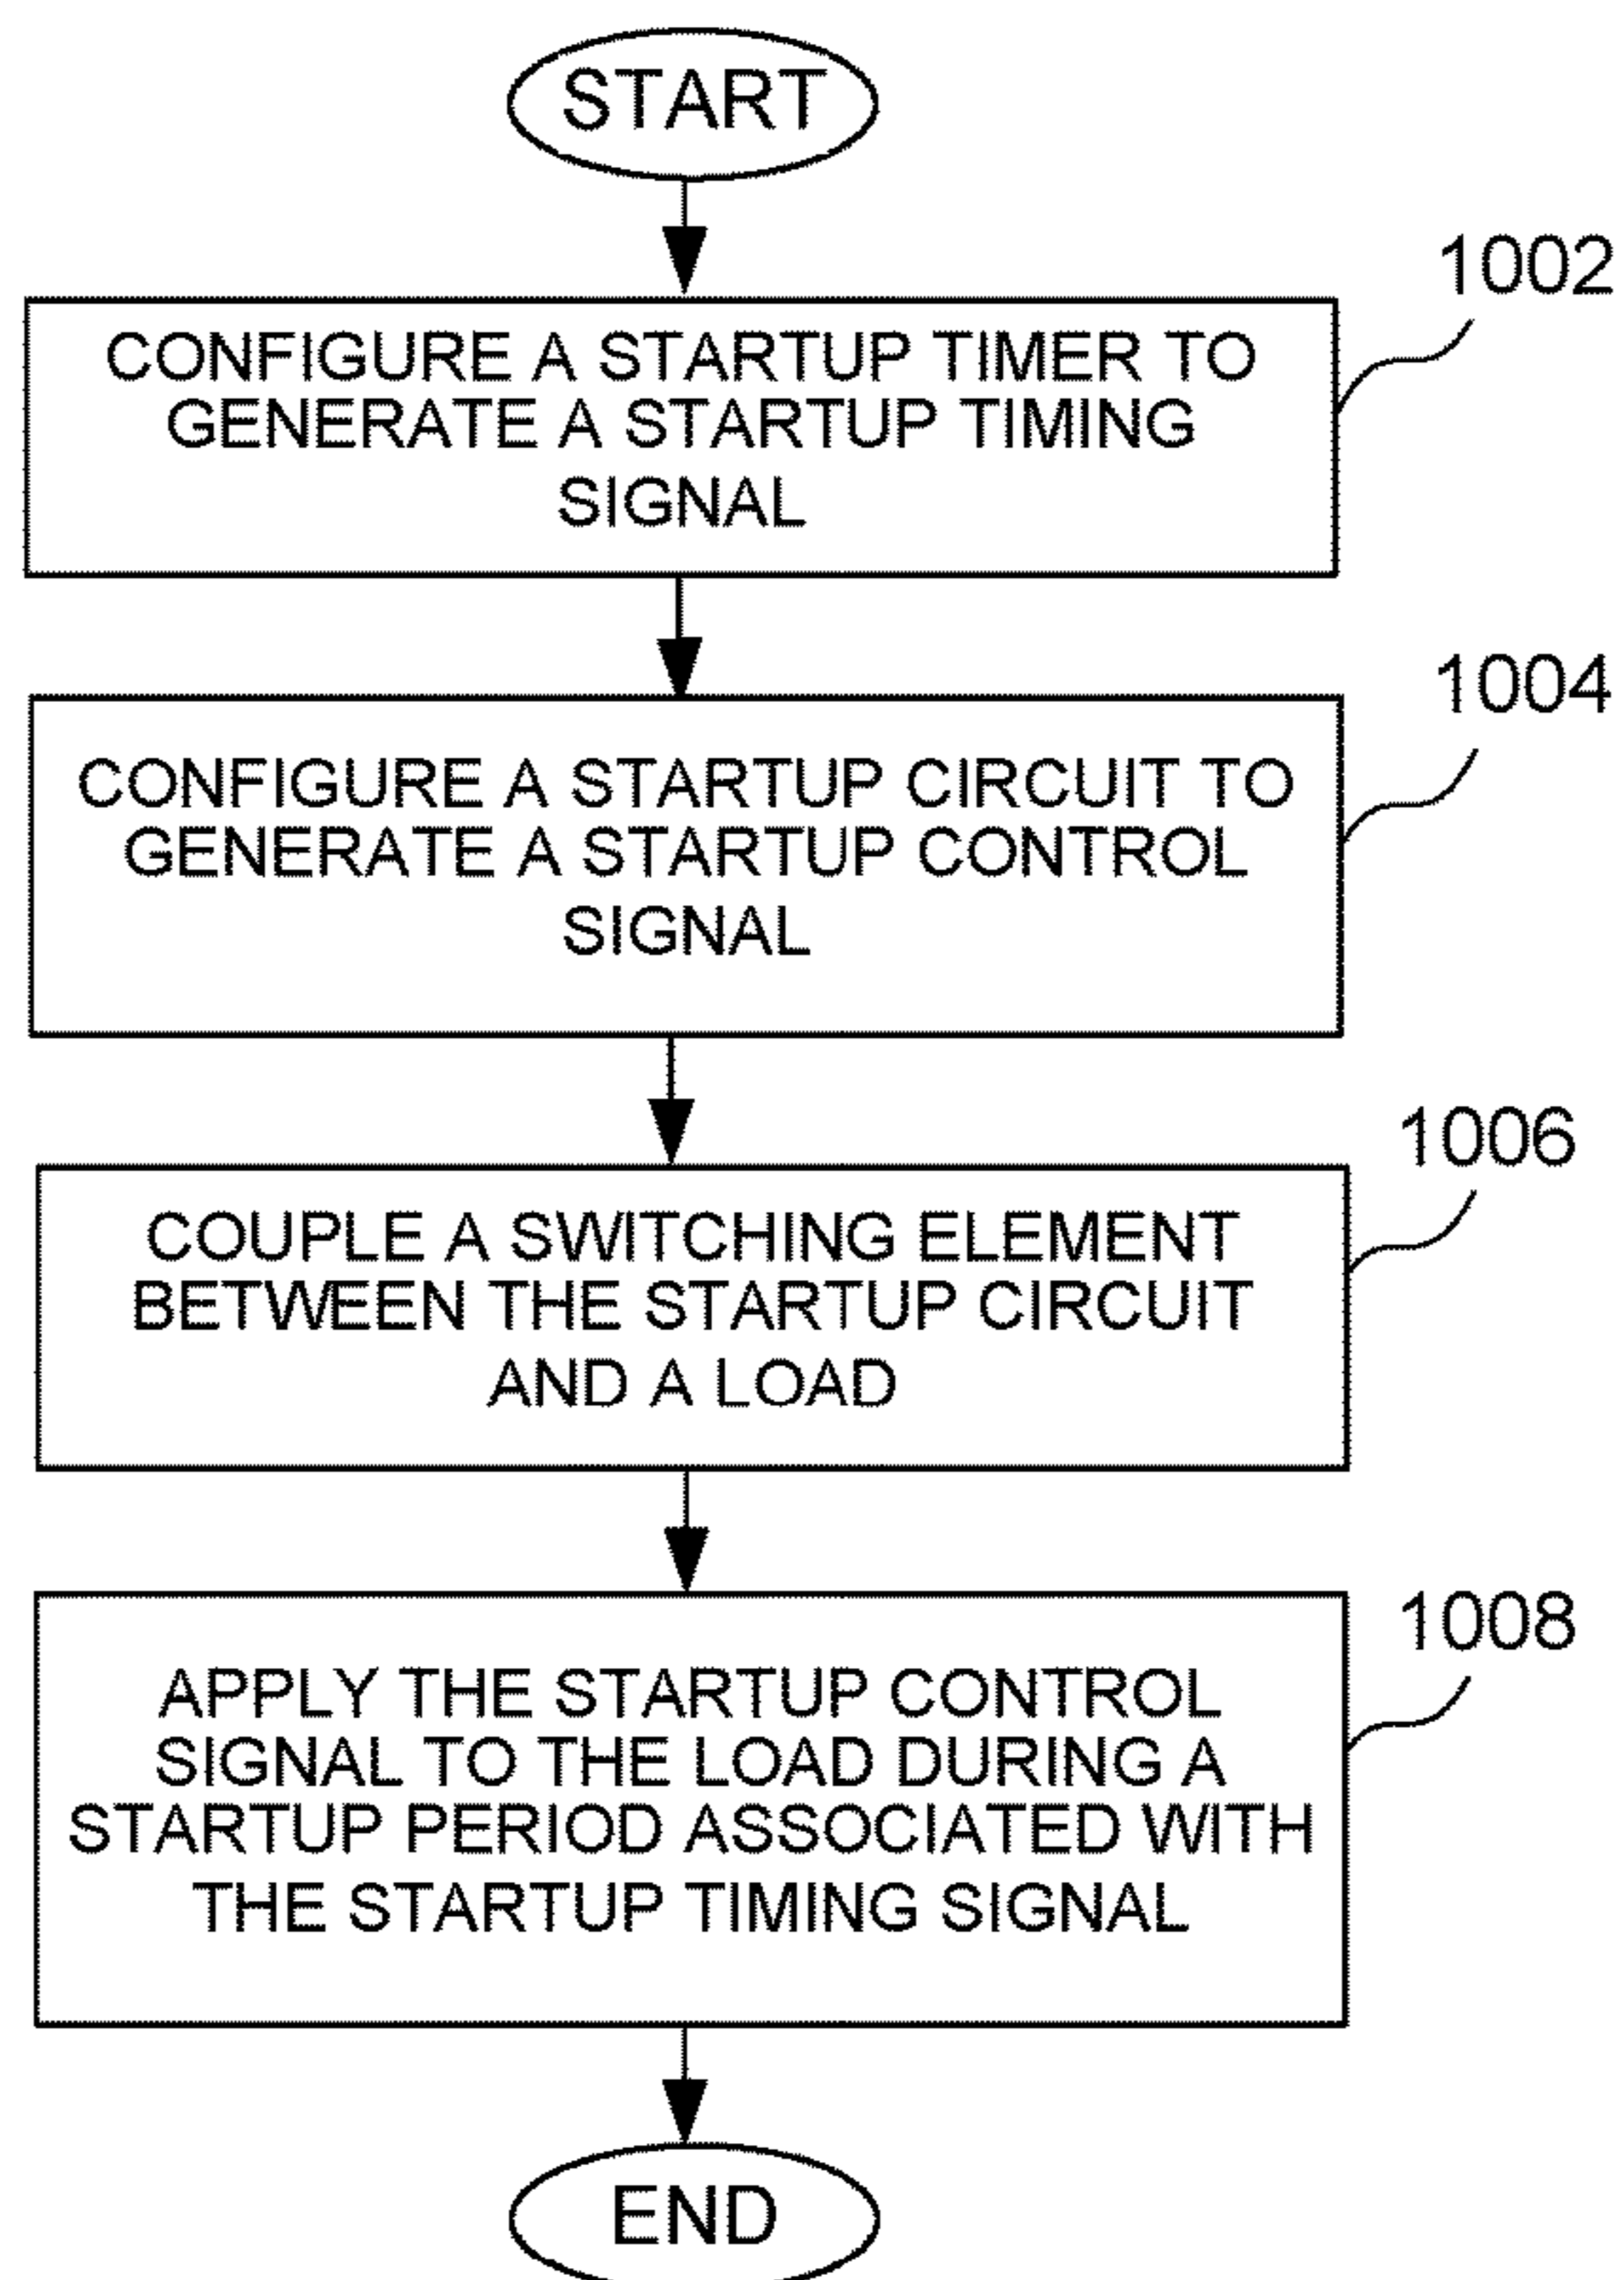 START
1002
CONFIGURE A STARTUP TIMER TO
GENERATE A STARTUP TIMING
SIGNAL
1004
CONFIGURE A STARTUP CIRCUIT TO
GENERATE A STARTUP CONTROL
SIGNAL
1006
COUPLE A SWITCHING ELEMENT
BETWEEN THE STARTUP CIRCUIT
AND A LOAD
1008
APPLY THE STARTUP CONTROL
SIGNAL TO THE LOAD DURING A
STARTUP PERIOD ASSOCIATED WITH
THE STARTUP TIMING SIGNAL
END